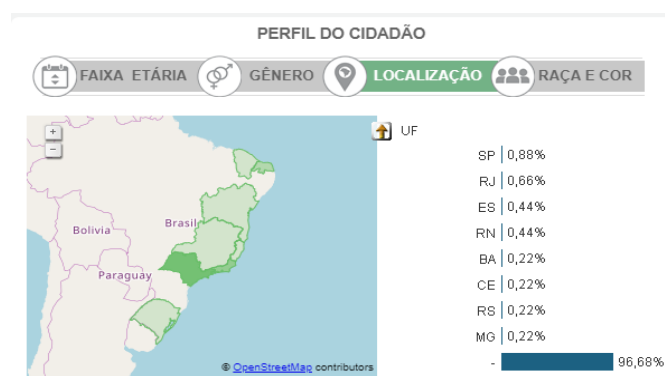 PERFIL DO CIDADÃO
FAIXA ETÁRIA
GÊNERO
LOCALIZAÇÃO
RAÇA E COR
+
−
Brasil
Bolivia
Paraguay
© OpenStreetMap contributors
UF
SP 0,88%
RJ 0,66%
ES 0,44%
RN 0,44%
BA 0,22%
CE 0,22%
RS 0,22%
MG 0,22%
- 96,68%